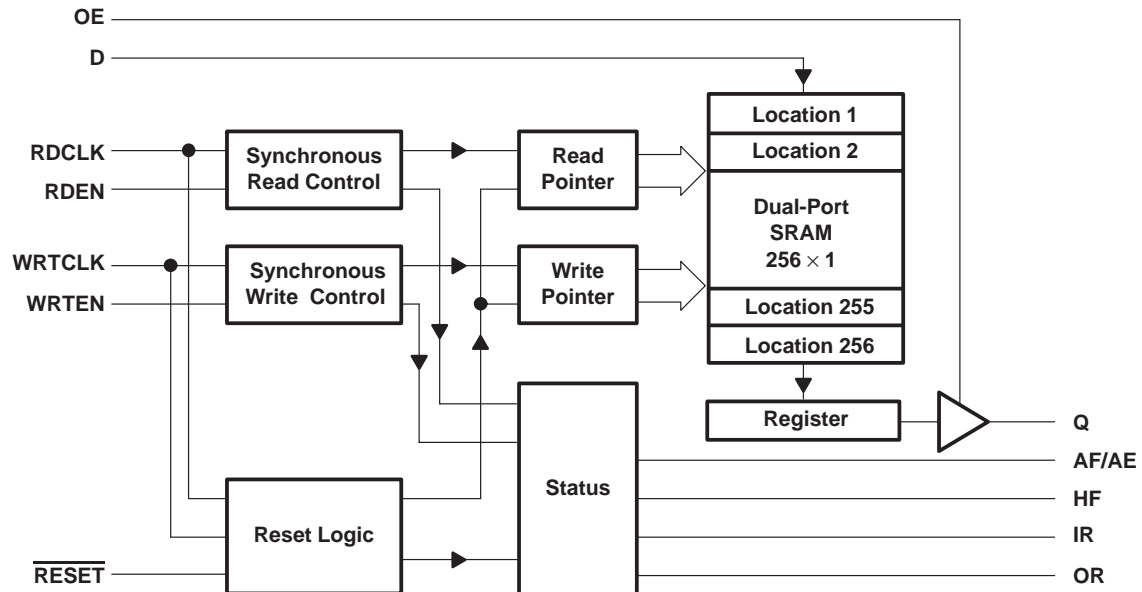 OE
D
RDCLK
RDEN
WRTCLK
WRTEN
RESET
Synchronous
Read Control
Synchronous
Write Control
Reset Logic
Read
Pointer
Write
Pointer
Status
Location 1
Location 2
Dual-Port
SRAM
256 × 1
Location 255
Location 256
Register
Q
AF/AE
HF
IR
OR